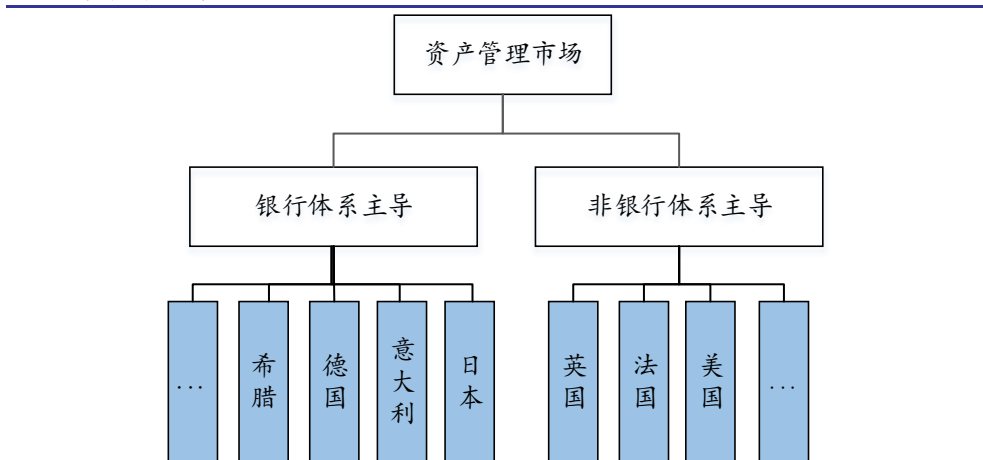 资产管理市场
银行体系主导
非银行体系主导
...
希腊
德国
意大利
日本
英国
法国
美国
...